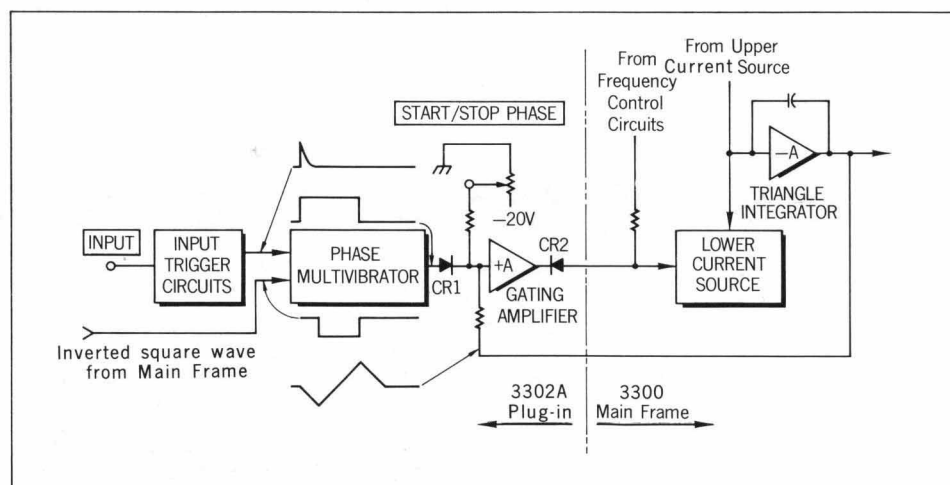 INPUT
INPUT
TRIGGER
CIRCUITS
Inverted square wave
from Main Frame
PHASE
MULTIVIBRATOR
CR1
START/STOP PHASE
−20V
+A
GATING
AMPLIFIER
CR2
From
Frequency
Control
Circuits
From Upper
Current Source
−A
TRIANGLE
INTEGRATOR
LOWER
CURRENT
SOURCE
3302A
Plug-in
3300
Main Frame